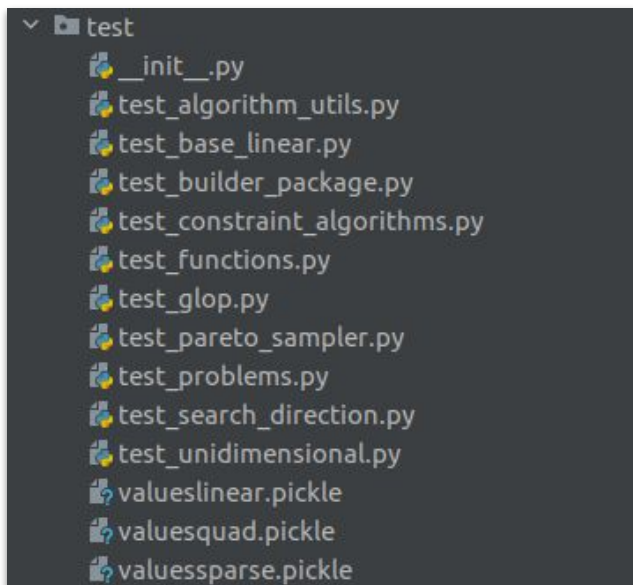 test
__init__.py
test_algorithm_utils.py
test_base_linear.py
test_builder_package.py
test_constraint_algorithms.py
test_functions.py
test_glop.py
test_pareto_sampler.py
test_problems.py
test_search_direction.py
test_unidimensional.py
valueslinear.pickle
valuesquad.pickle
valuessparse.pickle